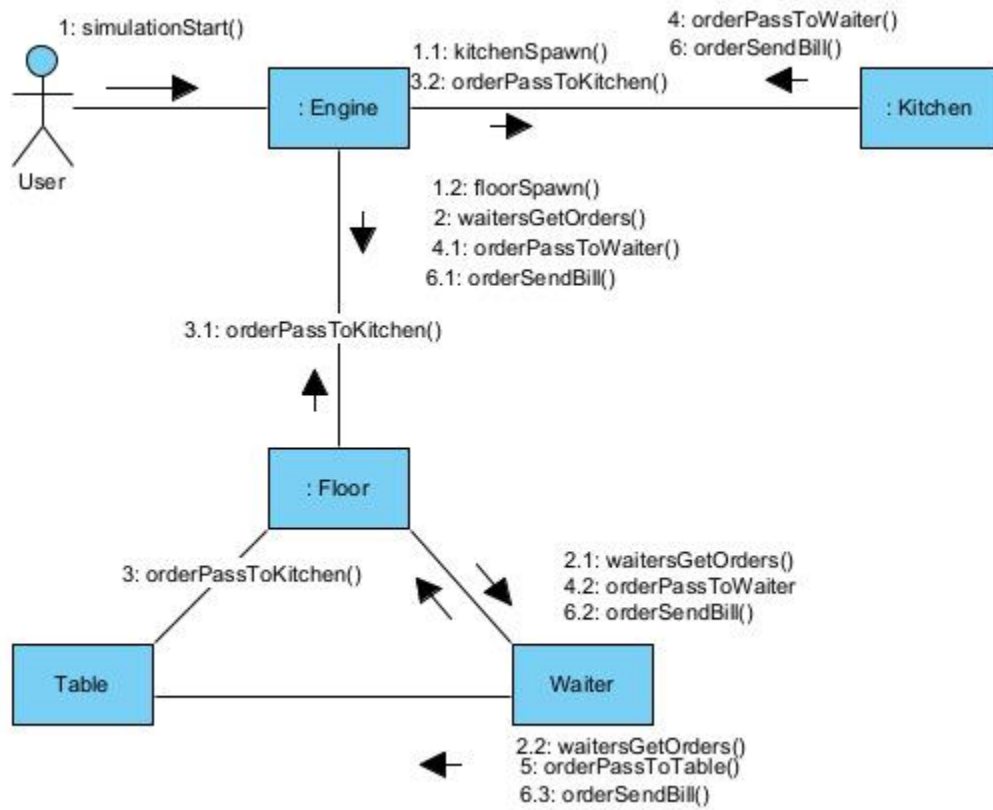 1: simulationStart()
4: orderPassToWaiter()
6: orderSendBill()
1.1: kitchenSpawn()
3.2: orderPassToKitchen()
: Engine
: Kitchen
User
1.2: floorSpawn()
2: waitersGetOrders()
4.1: orderPassToWaiter()
6.1: orderSendBill()
3.1: orderPassToKitchen()
: Floor
3: orderPassToKitchen()
2.1: waitersGetOrders()
4.2: orderPassToWaiter
6.2: orderSendBill()
Table
Waiter
2.2: waitersGetOrders()
5: orderPassToTable()
6.3: orderSendBill()